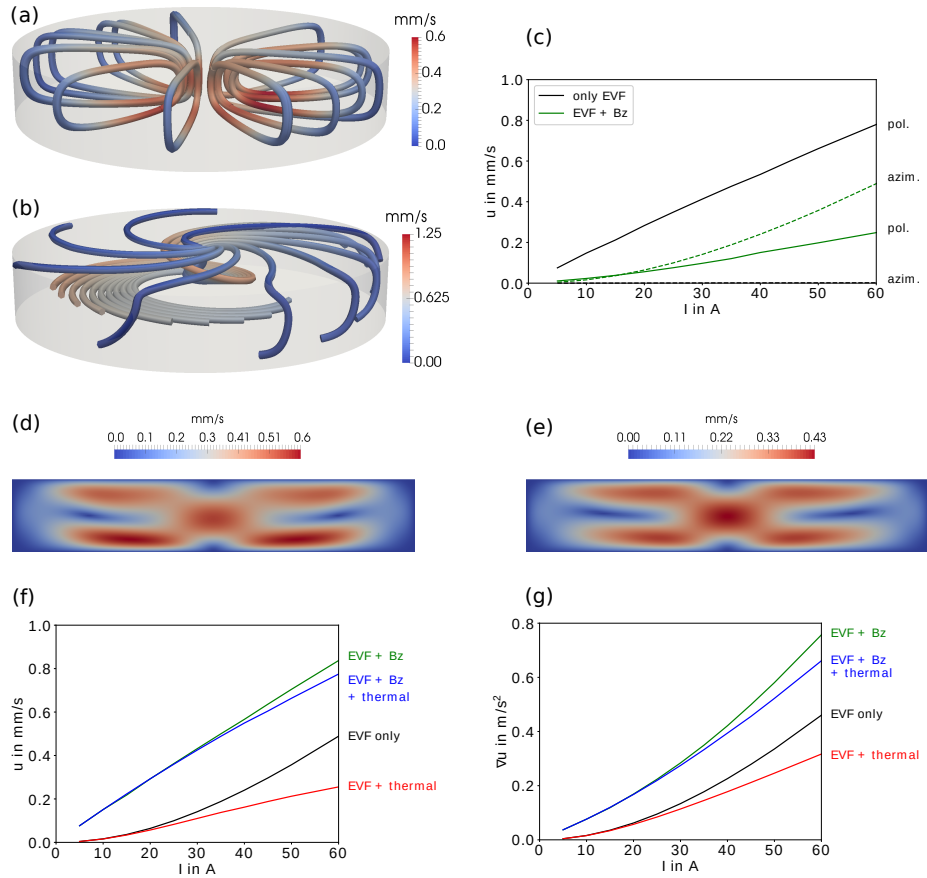 (a)
mm/s
0.6
0.4
0.2
0.0
(b)
mm/s
1.25
0.625
0.00
(c)
1.0
0.8
0.6
0.4
0.2
0.0
0 10 20 30 40 50 60
u in mm/s
I in A
only EVF
EVF + Bz
pol.
azim.
pol.
azim.
(d)
mm/s
0.0 0.1 0.2 0.3 0.41 0.51 0.6
(e)
mm/s
0.00 0.11 0.22 0.33 0.43
(f)
1.0
0.8
0.6
0.4
0.2
0.0
0 10 20 30 40 50 60
u in mm/s
I in A
EVF + Bz
EVF + Bz
+ thermal
EVF only
EVF + thermal
(g)
0.8
0.6
0.4
0.2
0.0
0 10 20 30 40 50 60
∇u in m/s²
I in A
EVF + Bz
EVF + Bz
+ thermal
EVF only
EVF + thermal